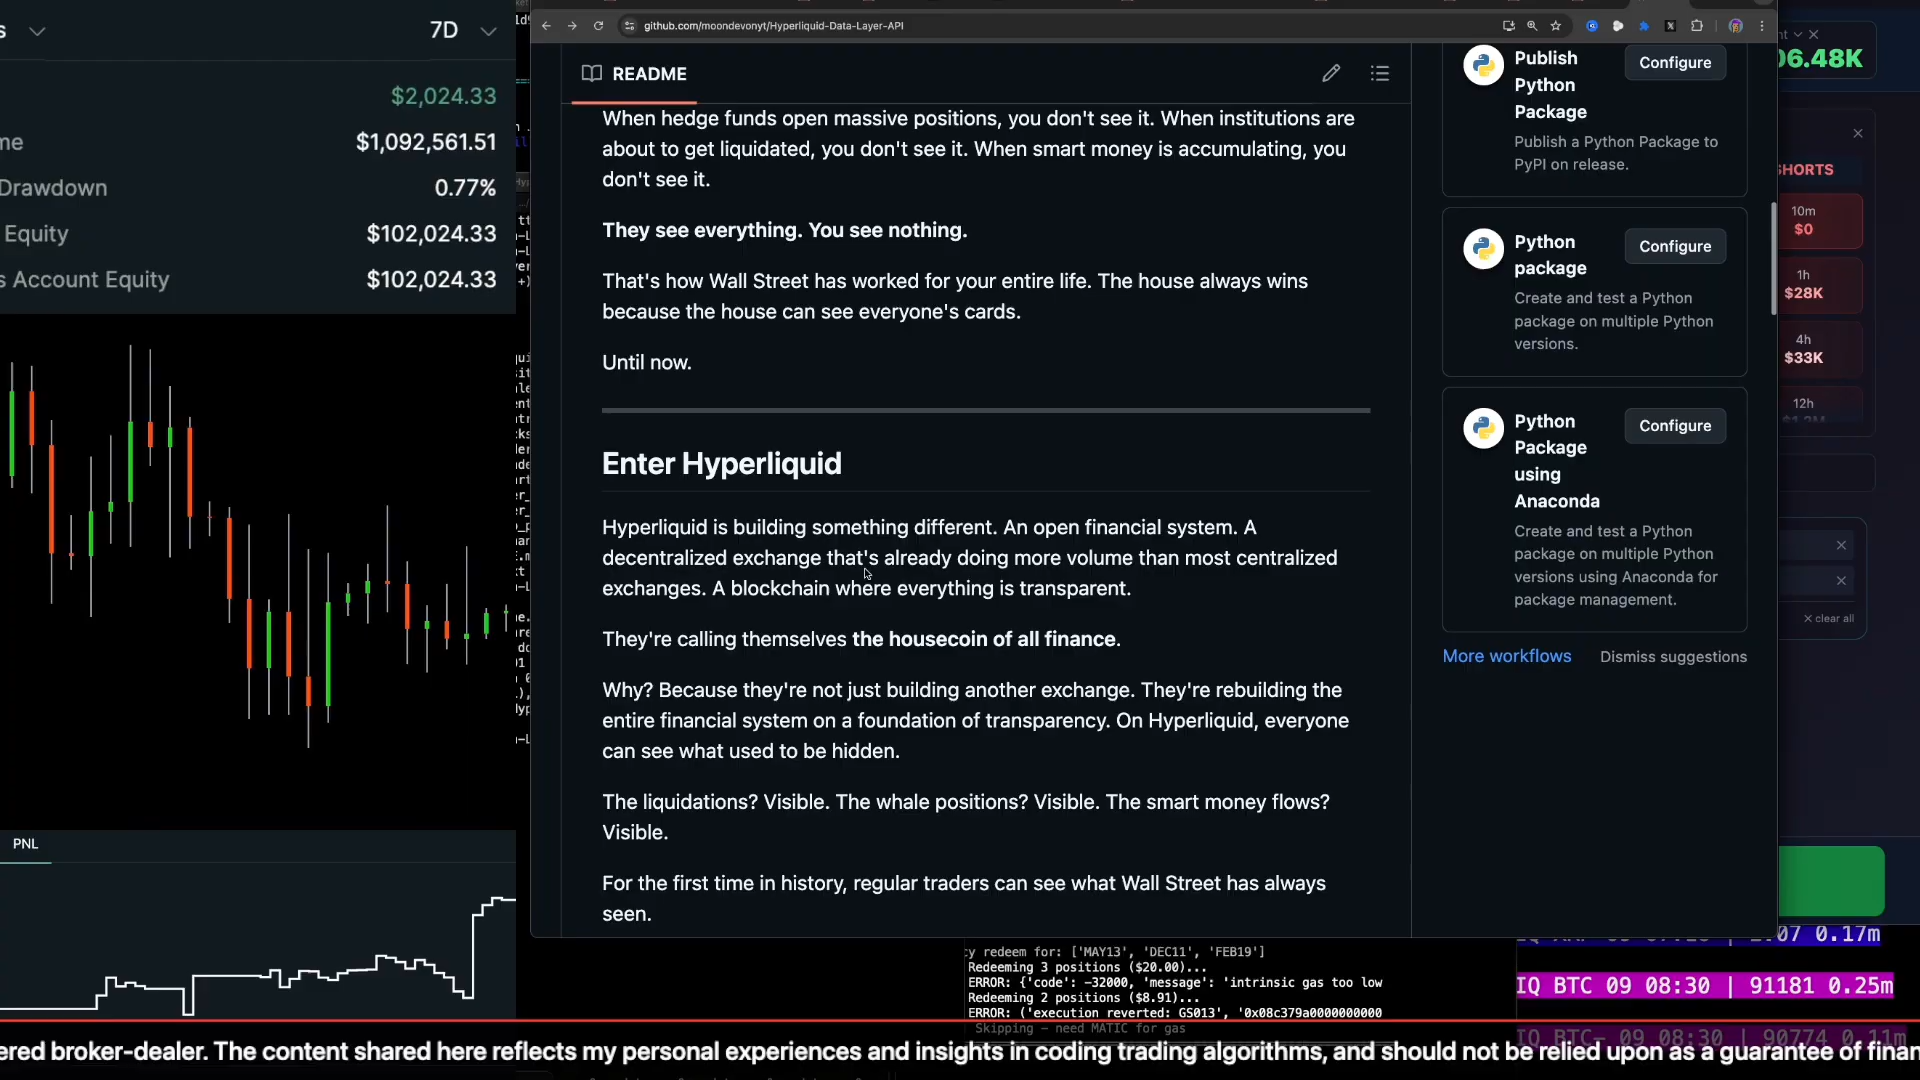 7D
$2,024.33
me
$1,092,561.51
Drawdown
0.77%
Equity
$102,024.33
s Account Equity
$102,024.33
PNL
github.com/moondevonyt/Hyperliquid-Data-Layer-API
README
When hedge funds open massive positions, you don't see it. When institutions are
about to get liquidated, you don't see it. When smart money is accumulating, you
don't see it.
They see everything. You see nothing.
That's how Wall Street has worked for your entire life. The house always wins
because the house can see everyone's cards.
Until now.
Enter Hyperliquid
Hyperliquid is building something different. An open financial system. A
decentralized exchange that's already doing more volume than most centralized
exchanges. A blockchain where everything is transparent.
They're calling themselves the housecoin of all finance.
Why? Because they're not just building another exchange. They're rebuilding the
entire financial system on a foundation of transparency. On Hyperliquid, everyone
can see what used to be hidden.
The liquidations? Visible. The whale positions? Visible. The smart money flows?
Visible.
For the first time in history, regular traders can see what Wall Street has always
seen.
Publish
Python
Package
Configure
Publish a Python Package to
PyPI on release.
Python
package
Configure
Create and test a Python
package on multiple Python
versions.
Python
Package
using
Anaconda
Configure
Create and test a Python
package on multiple Python
versions using Anaconda for
package management.
More workflows
Dismiss suggestions
06.48K
SHORTS
10m
$0
1h
$28K
4h
$33K
12h
clear all
cy redeem for: ['MAY13', 'DEC11', 'FEB19']
Redeeming 3 positions ($20.00)...
ERROR: {'code': -32000, 'message': 'intrinsic gas too low
Redeeming 2 positions ($8.91)...
ERROR: ('execution reverted: GS013', '0x08c379a0000000000
Skipping - need MATIC for gas
IQ BTC 09 08:30 | 91181 0.25m
IQ BTC- 09 08:30 | 90774 0.11m
ered broker-dealer. The content shared here reflects my personal experiences and insights in coding trading algorithms, and should not be relied upon as a guarantee of finan